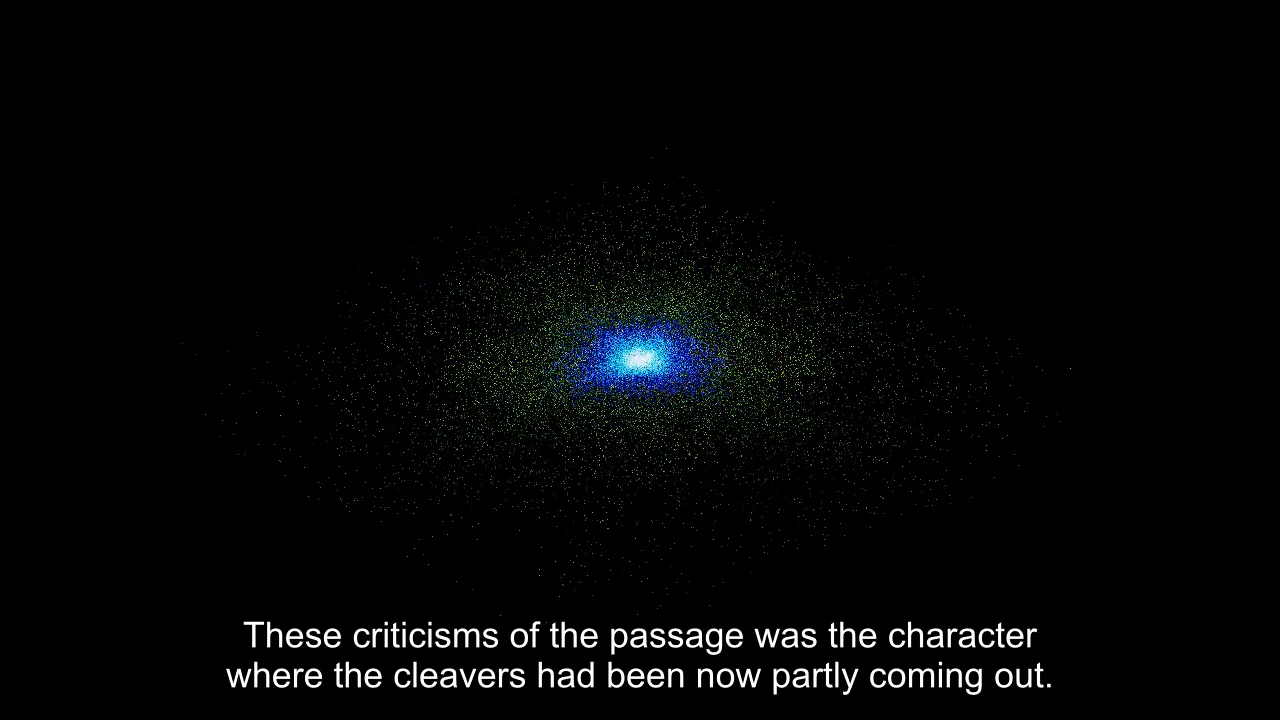 These criticisms of the passage was the character
where the cleavers had been now partly coming out.